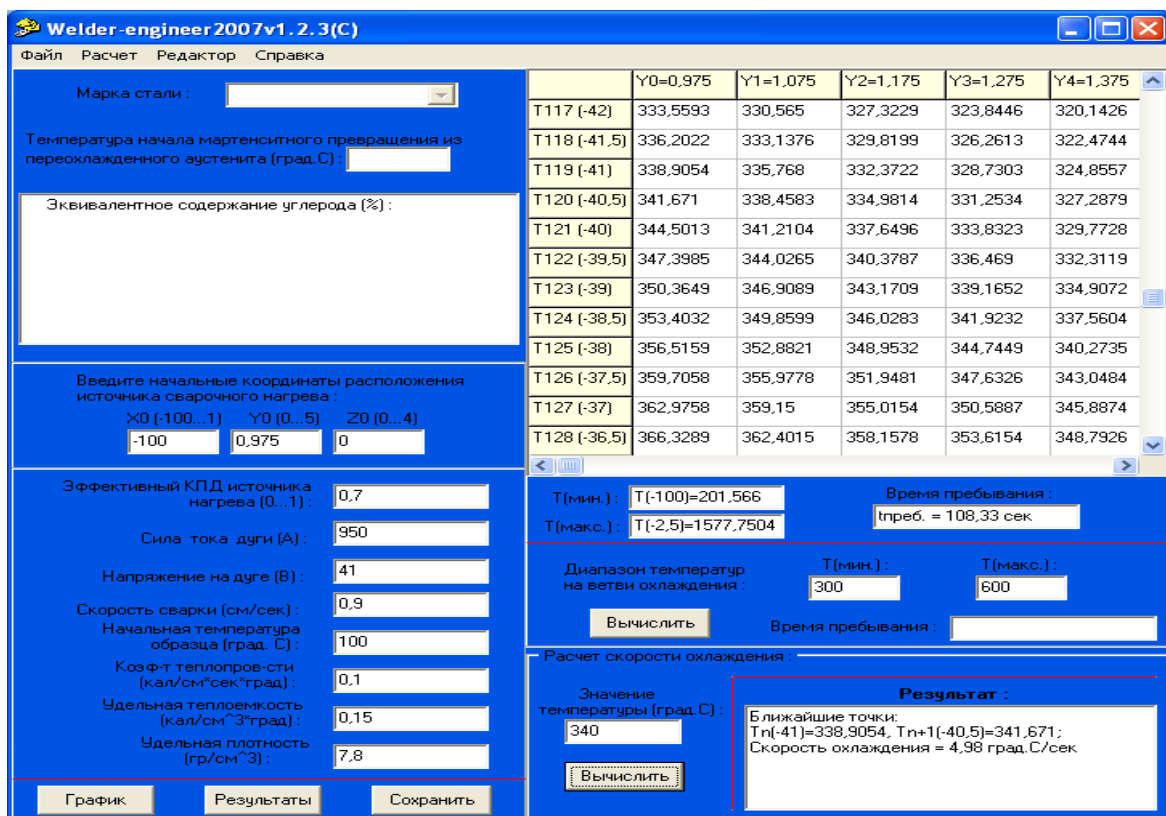 Welder-engineer2007v1.2.3(C)
Файл Расчет Редактор Справка
Марка стали :
Температура начала мартенситного превращения из
переохлажденного аустенита (град.С) :
Эквивалентное содержание углерода (%) :
Введите начальные координаты расположения
источника сварочного нагрева :
X0 (-100...1) Y0 (0...5) Z0 (0...4)
-100 0,975 0
Эффективный КПД источника
нагрева (0...1) : 0,7
Сила тока дуги (А) : 950
Напряжение на дуге (В) : 41
Скорость сварки (см/сек) : 0,9
Начальная температура
образца (град. С) : 100
Коэф-т теплопров-сти
(кал/см*сек*град) : 0,1
Удельная теплоемкость
(кал/см^3*град) : 0,15
Удельная плотность
(гр/см^3) : 7,8
График Результаты Сохранить
Y0=0,975 Y1=1,075 Y2=1,175 Y3=1,275 Y4=1,375
T117 (-42) 333,5593 330,565 327,3229 323,8446 320,1426
T118 (-41,5) 336,2022 333,1376 329,8199 326,2613 322,4744
T119 (-41) 338,9054 335,768 332,3722 328,7303 324,8557
T120 (-40,5) 341,671 338,4583 334,9814 331,2534 327,2879
T121 (-40) 344,5013 341,2104 337,6496 333,8323 329,7728
T122 (-39,5) 347,3985 344,0265 340,3787 336,469 332,3119
T123 (-39) 350,3649 346,9089 343,1709 339,1652 334,9072
T124 (-38,5) 353,4032 349,8599 346,0283 341,9232 337,5604
T125 (-38) 356,5159 352,8821 348,9532 344,7449 340,2735
T126 (-37,5) 359,7058 355,9778 351,9481 347,6326 343,0484
T127 (-37) 362,9758 359,15 355,0154 350,5887 345,8874
T128 (-36,5) 366,3289 362,4015 358,1578 353,6154 348,7926
T(мин.) : T(-100)=201,566
T(макс.) : T(-2,5)=1577,7504
Время пребывания :
tпреб. = 108,33 сек
Диапазон температур
на ветви охлаждения :
T(мин.) : T(макс.) :
300 600
Вычислить Время пребывания :
Расчет скорости охлаждения :
Значение
температуры (град.С) :
340
Вычислить
Результат :
Ближайшие точки:
Tn(-41)=338,9054, Tn+1(-40,5)=341,671;
Скорость охлаждения = 4,98 град.С/сек